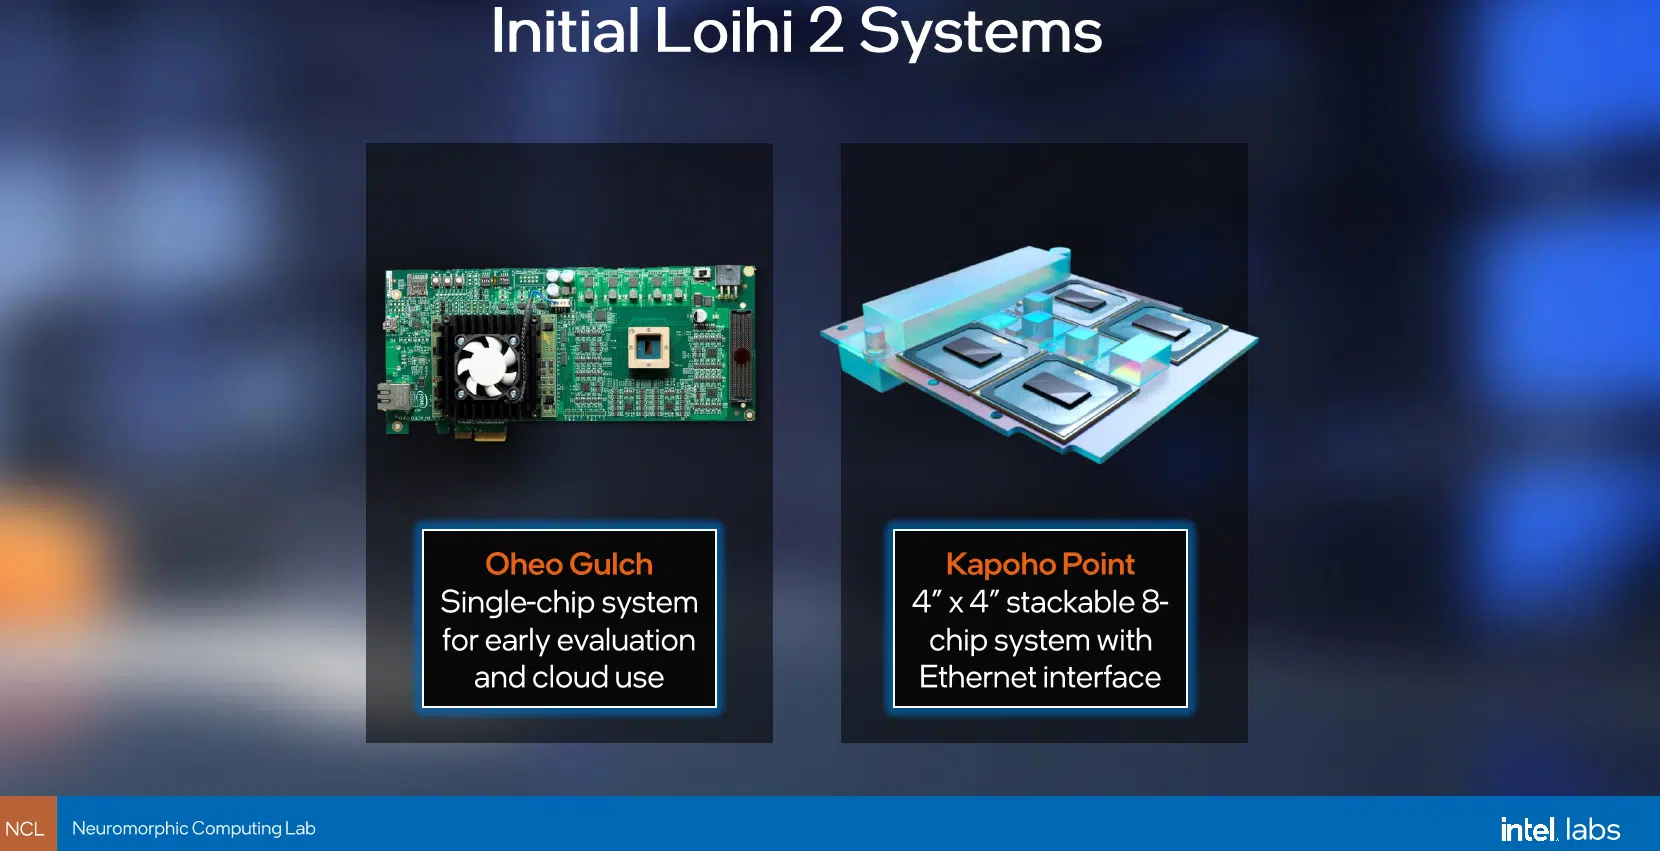 Initial Loihi 2 Systems
Oheo Gulch
Single-chip system
for early evaluation
and cloud use
Kapoho Point
4” x 4” stackable 8-
chip system with
Ethernet interface
NCL
Neuromorphic Computing Lab
intel. labs